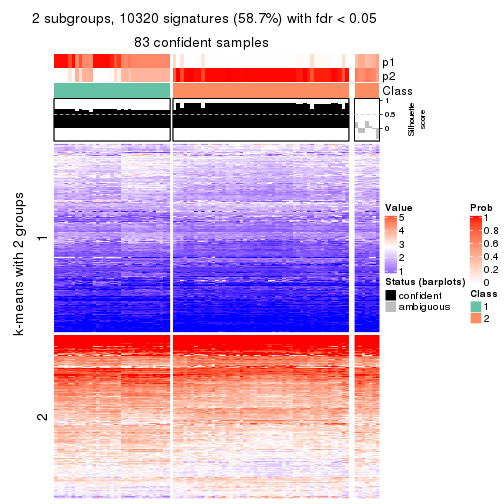 2 subgroups, 10320 signatures (58.7%) with fdr < 0.05
83 confident samples
p1
p2
Class
1
0.5
0
Silhouette
score
k-means with 2 groups
1
2
Value
5
4
3
2
1
Status (barplots)
confident
ambiguous
Prob
1
0.8
0.6
0.4
0.2
0
Class
1
2